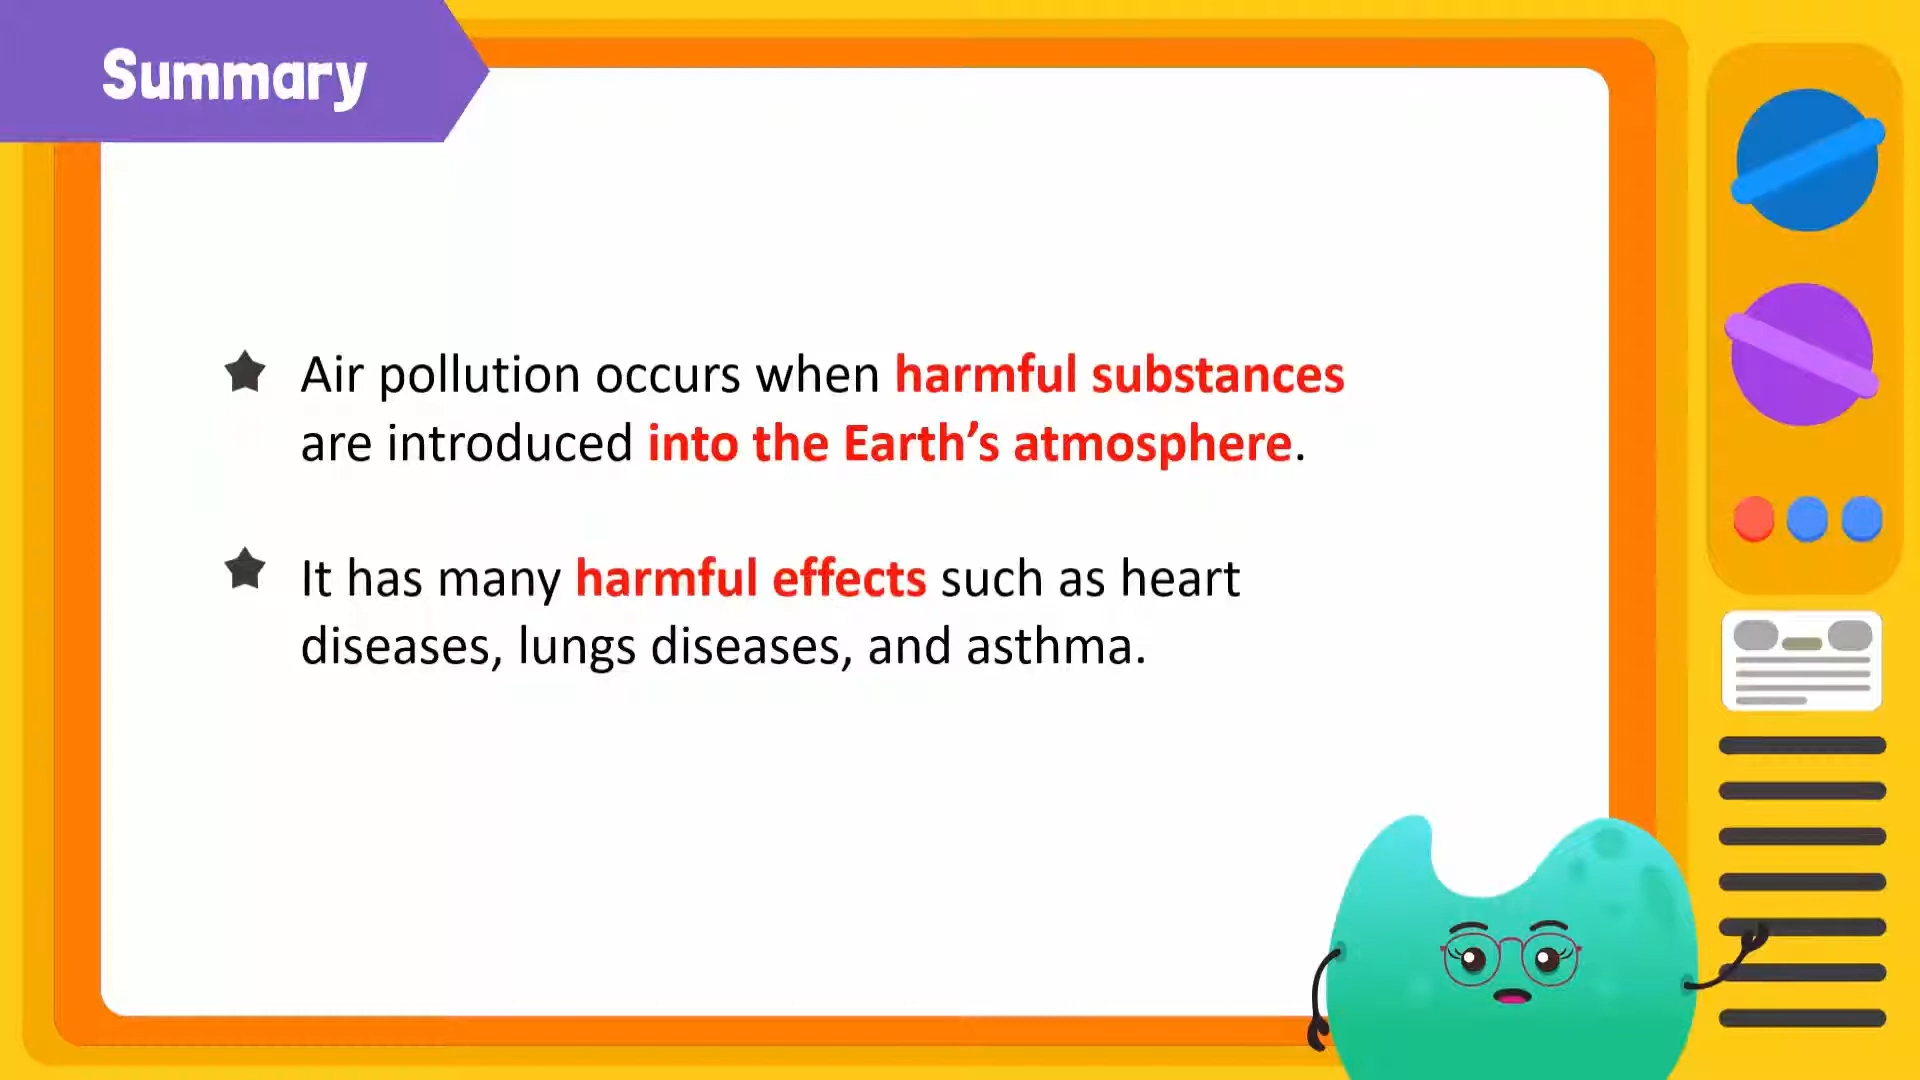 Summary
Air pollution occurs when harmful substances
are introduced into the Earth’s atmosphere.
It has many harmful effects such as heart
diseases, lungs diseases, and asthma.